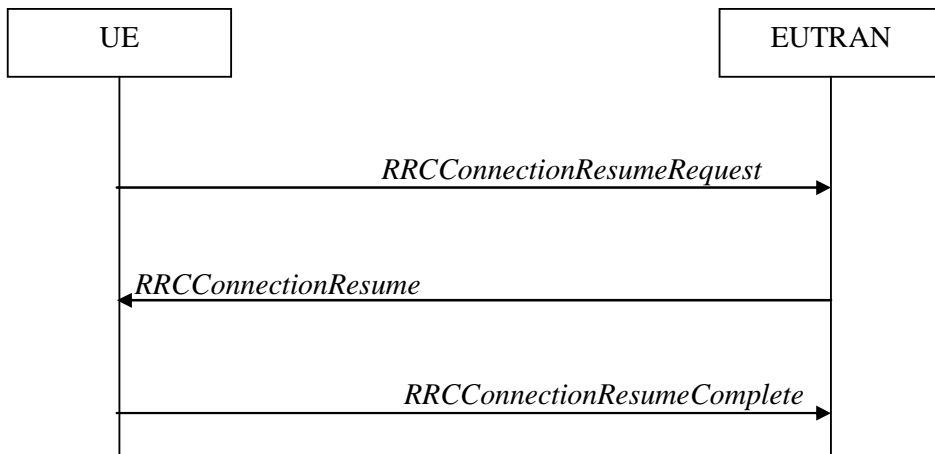 UE
EUTRAN
RRCConnectionResumeRequest
RRCConnectionResume
RRCConnectionResumeComplete